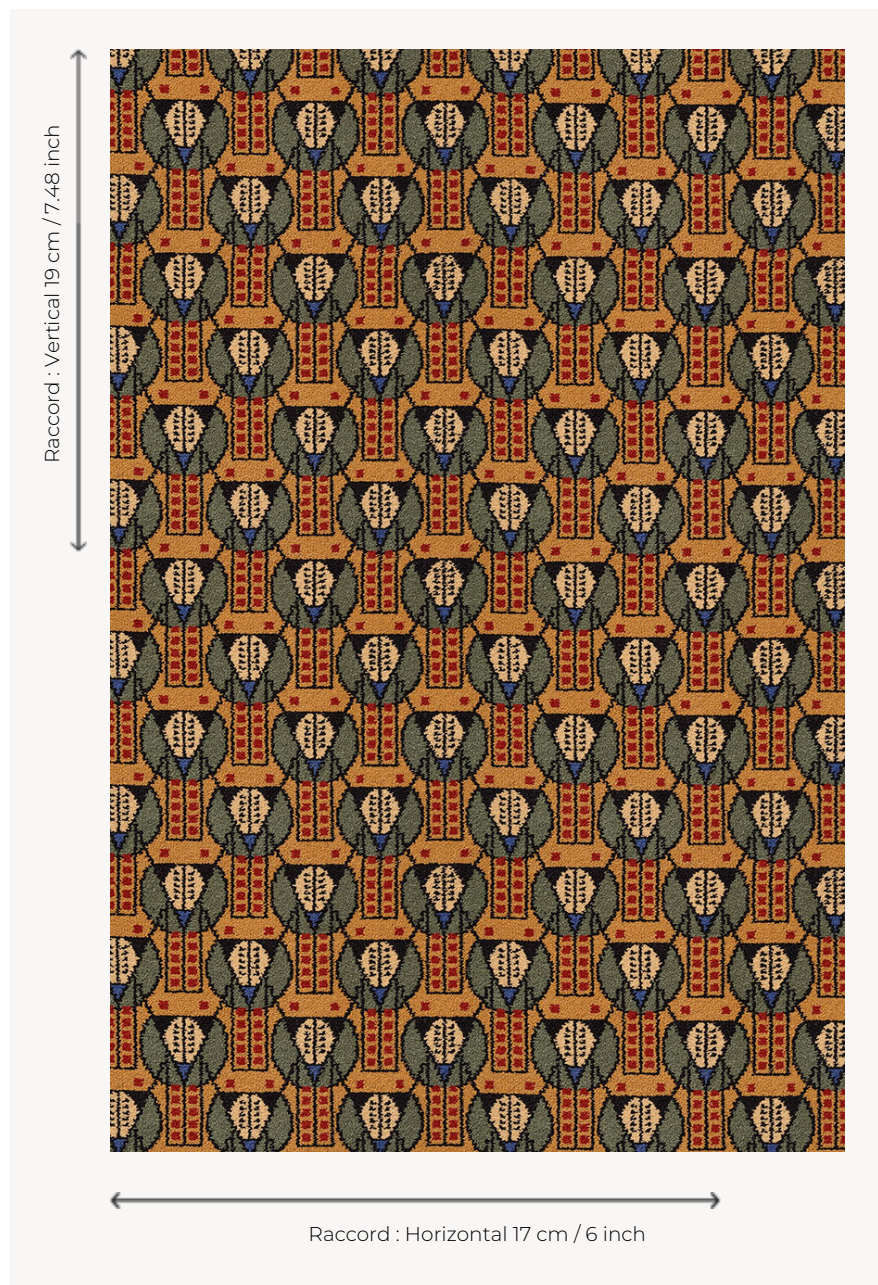 Raccord : Vertical 19 cm / 7.48 inch
Raccord : Horizontal 17 cm / 6 inch